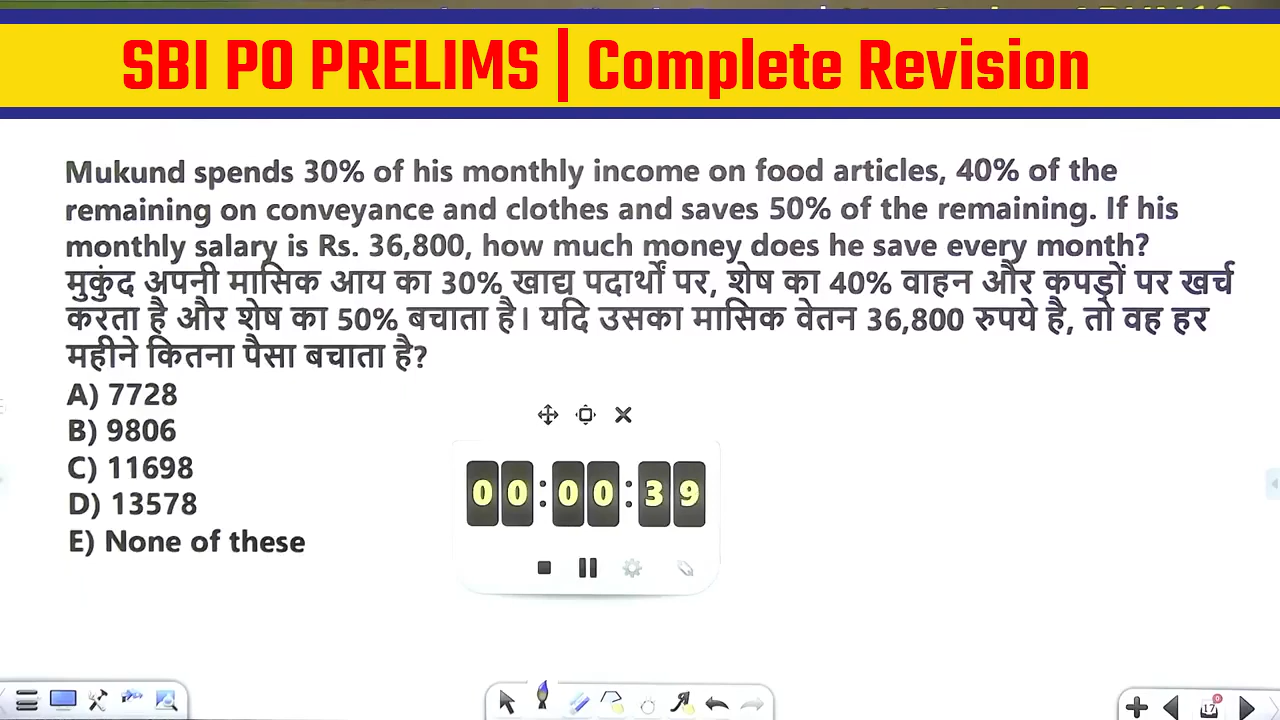 SBI PO PRELIMS | Complete Revision
Mukund spends 30% of his monthly income on food articles, 40% of the
remaining on conveyance and clothes and saves 50% of the remaining. If his
monthly salary is Rs. 36,800, how much money does he save every month?
मुकुंद अपनी मासिक आय का 30% खाद्य पदार्थों पर, शेष का 40% वाहन और कपड़ों पर खर्च
करता है और शेष का 50% बचाता है। यदि उसका मासिक वेतन 36,800 रुपये है, तो वह हर
महीने कितना पैसा बचाता है?
A) 7728
B) 9806
C) 11698
D) 13578
E) None of these
00:00:39
17